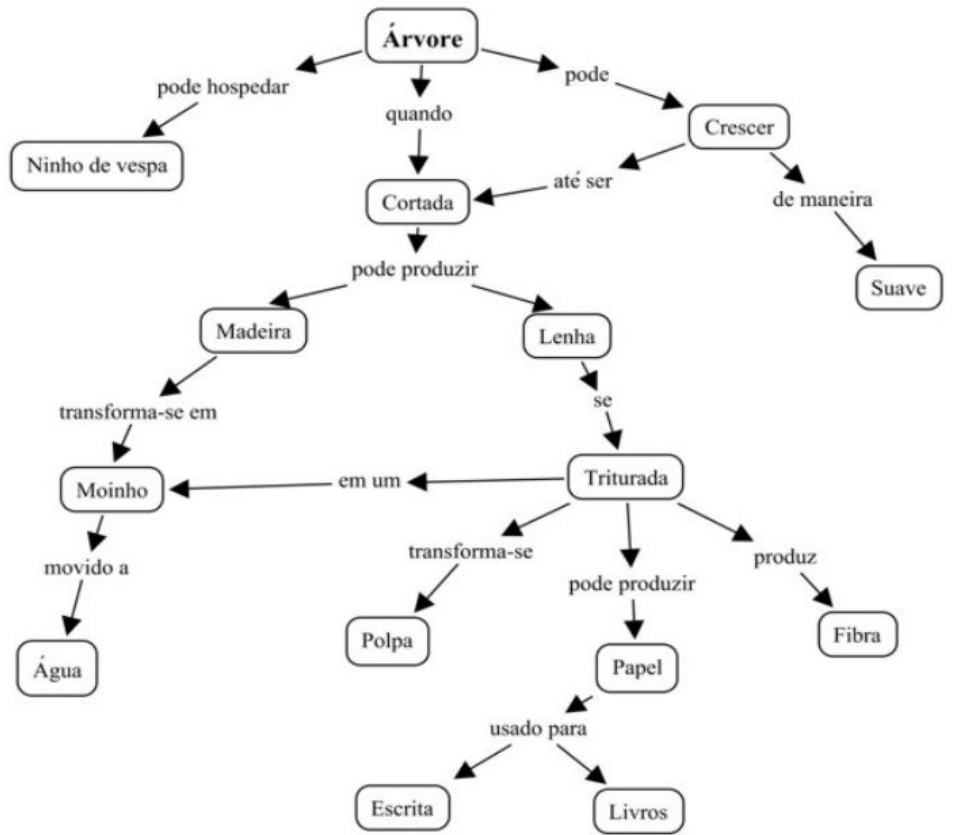 Árvore
pode hospedar
quando
pode
Ninho de vespa
Crescer
até ser
Cortada
de maneira
Suave
pode produzir
Madeira
Lenha
transforma-se em
se
Moinho
em um
Triturada
movido a
transforma-se
pode produzir
produz
Água
Polpa
Papel
Fibra
usado para
Escrita
Livros